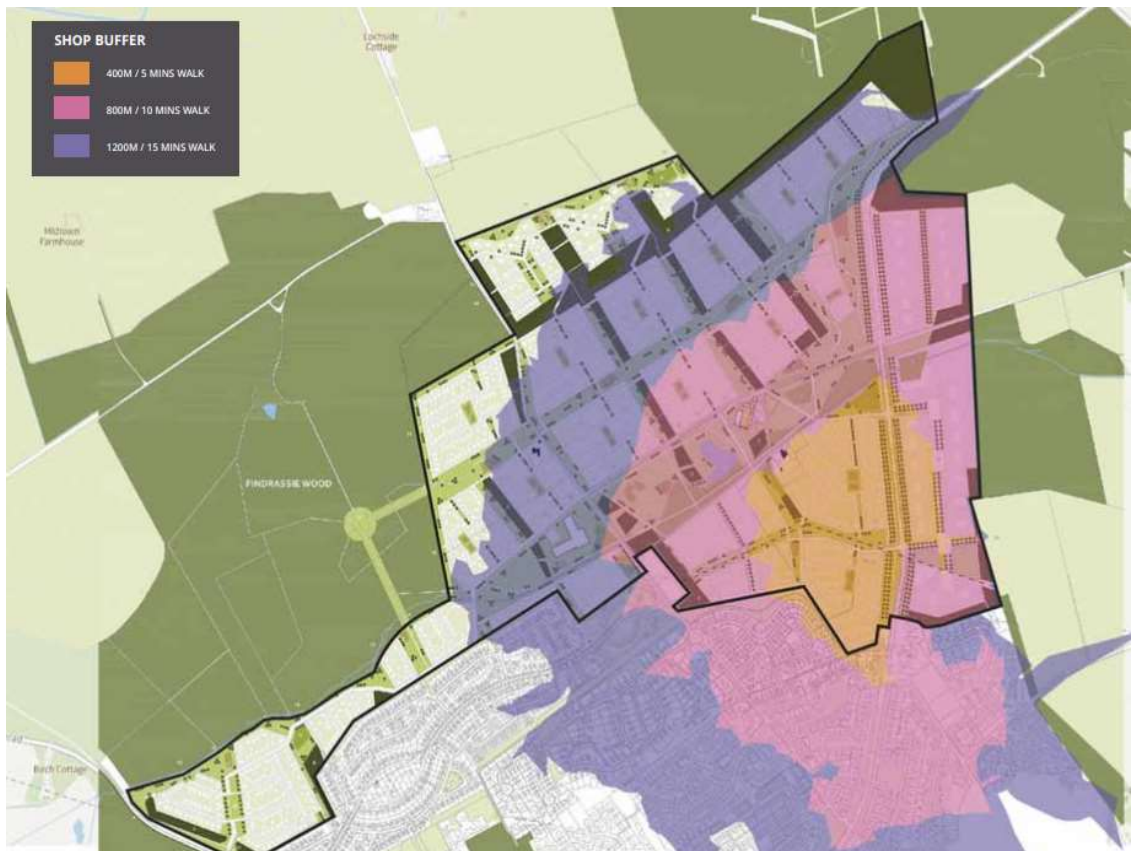 SHOP BUFFER
400M / 5 MINS WALK
800M / 10 MINS WALK
1200M / 15 MINS WALK
Lochside
Cottage
Milltown
Farmhouse
FINDRASSIE WOOD
Birch Cottage